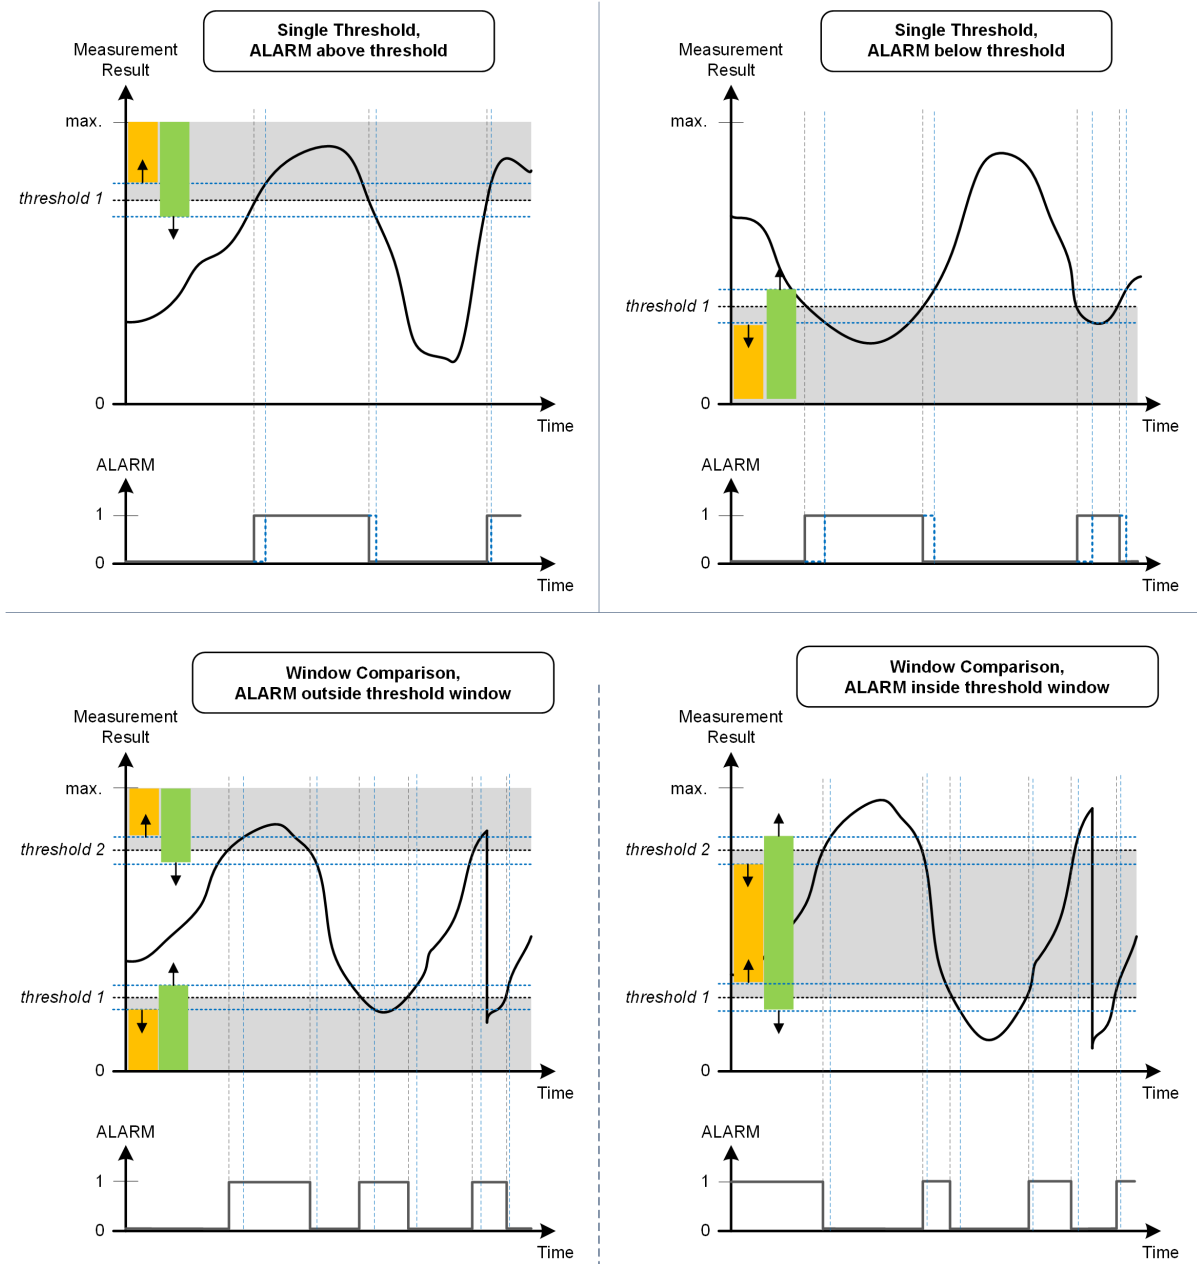 Single Threshold,
ALARM above threshold
Measurement
Result
max.
threshold 1
0
Time
ALARM
1
0
Time
Single Threshold,
ALARM below threshold
Measurement
Result
max.
threshold 1
0
Time
ALARM
1
0
Time
Window Comparison,
ALARM outside threshold window
Measurement
Result
max.
threshold 2
threshold 1
0
Time
ALARM
1
0
Time
Window Comparison,
ALARM inside threshold window
Measurement
Result
max.
threshold 2
threshold 1
0
Time
ALARM
1
0
Time